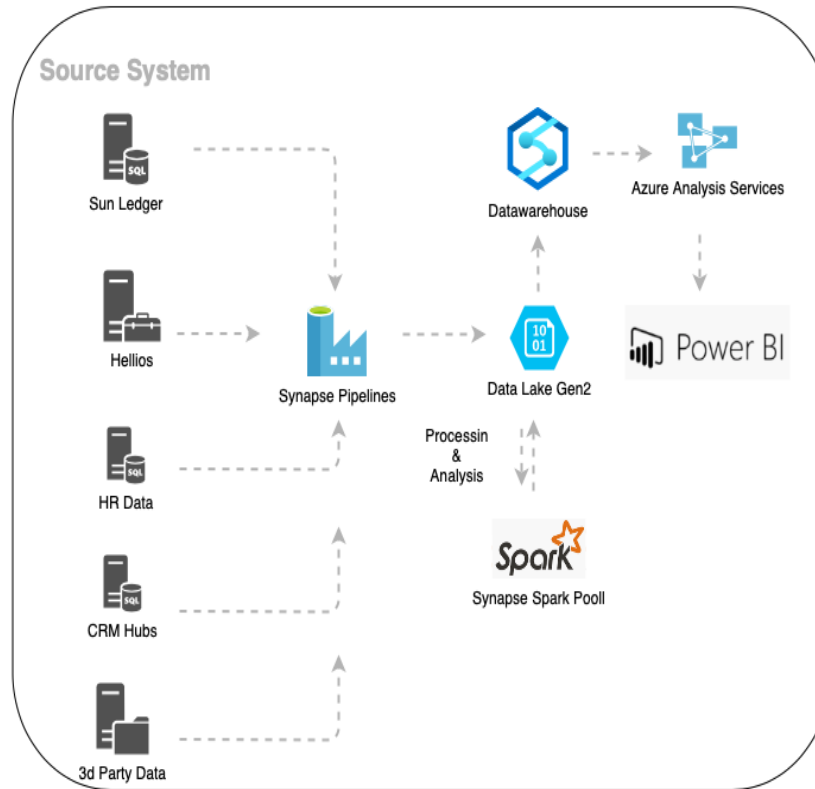 Source System
SQL
Sun Ledger
Hellios
SQL
HR Data
SQL
CRM Hubs
3d Party Data
Synapse Pipelines
Datawarehouse
Azure Analysis Services
10
01
Data Lake Gen2
Power BI
Processin
&
Analysis
Spark
Synapse Spark Pooll